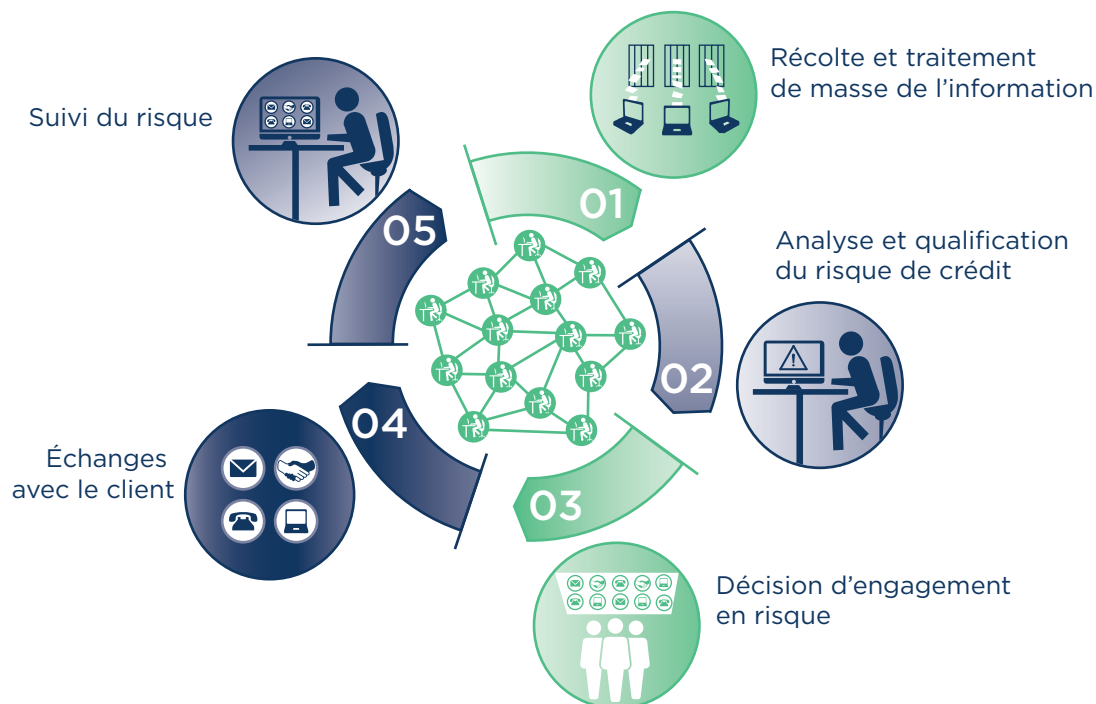 01
Récolte et traitement
de masse de l’information
02
Analyse et qualification
du risque de crédit
03
Décision d’engagement
en risque
04
Échanges
avec le client
05
Suivi du risque